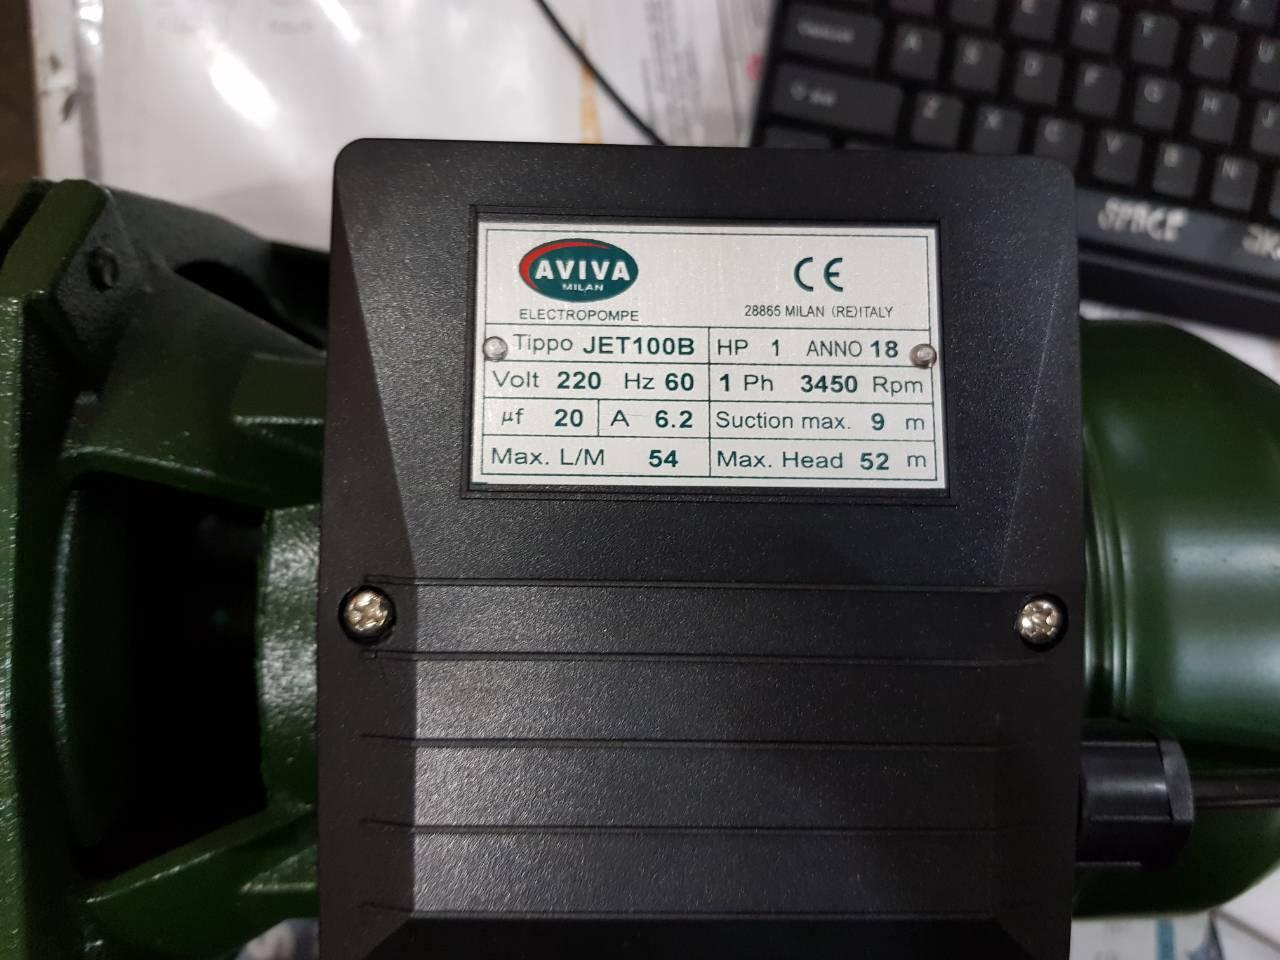 A S D F G H J
Z X C V B N
SPACE
AVIVA
MILAN
CE
ELECTROPOMPE
28865 MILAN (RE)ITALY
Tippo JET100B HP 1 ANNO 18
Volt 220 Hz 60 1 Ph 3450 Rpm
µf 20 A 6.2 Suction max. 9 m
Max. L/M 54 Max. Head 52 m